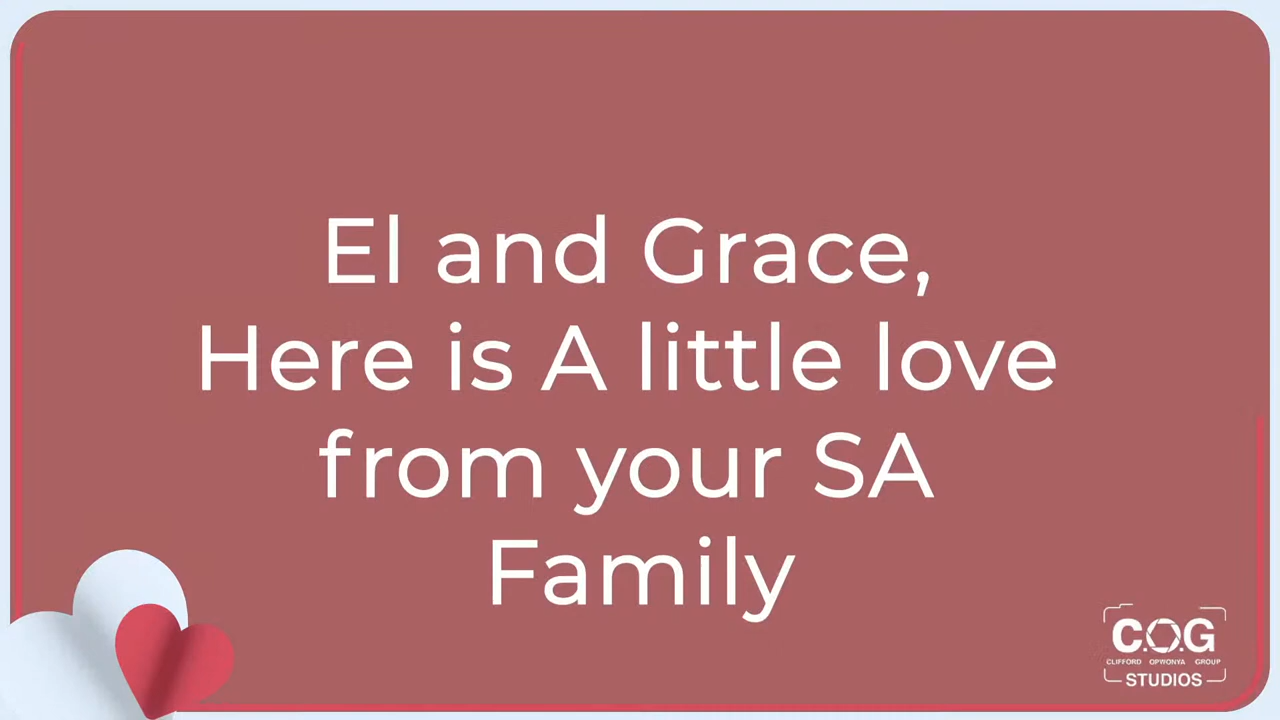 El and Grace,
Here is A little love
from your SA
Family
C.O.G
CLIFFORD OPWONYA GROUP
STUDIOS